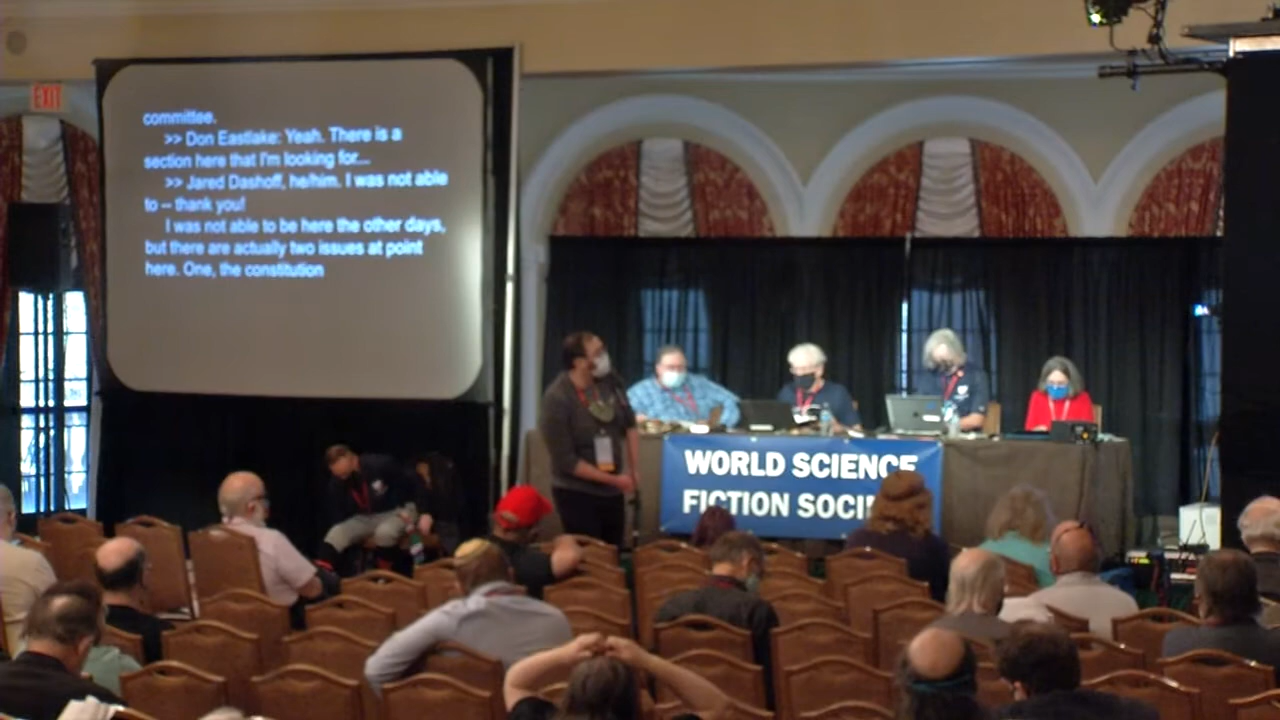 EXIT
committee.
>> Don Eastlake: Yeah. There is a
section here that I'm looking for...
>> Jared Dashoff, he/him. I was not able
to – thank you!
I was not able to be here the other days,
but there are actually two issues at point
here. One, the constitution
WORLD SCIENCE
FICTION SOCI